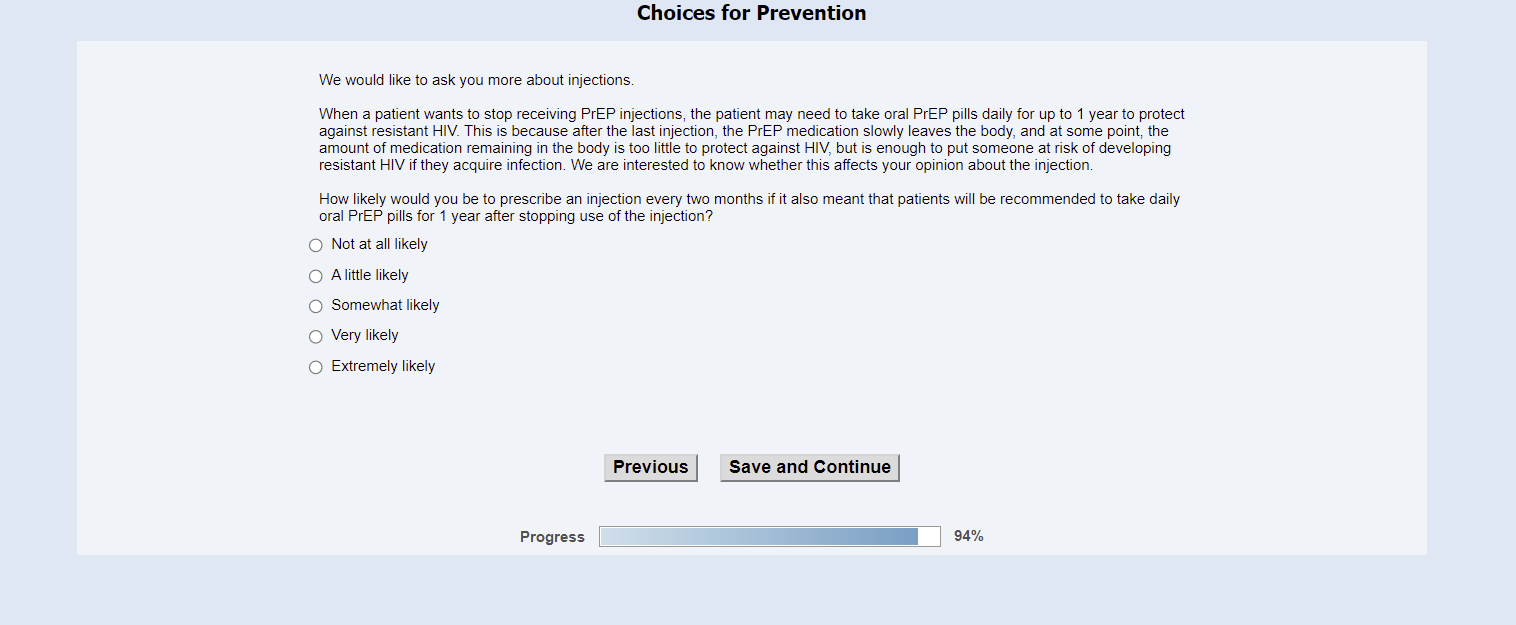 Choices for Prevention
We would like to ask you more about injections.
When a patient wants to stop receiving PrEP injections, the patient may need to take oral PrEP pills daily for up to 1 year to protect
against resistant HIV. This is because after the last injection, the PrEP medication slowly leaves the body, and at some point, the
amount of medication remaining in the body is too little to protect against HIV, but is enough to put someone at risk of developing
resistant HIV if they acquire infection. We are interested to know whether this affects your opinion about the injection.
How likely would you be to prescribe an injection every two months if it also meant that patients will be recommended to take daily
oral PrEP pills for 1 year after stopping use of the injection?
Not at all likely
A little likely
Somewhat likely
Very likely
Extremely likely
Previous Save and Continue
Progress 94%